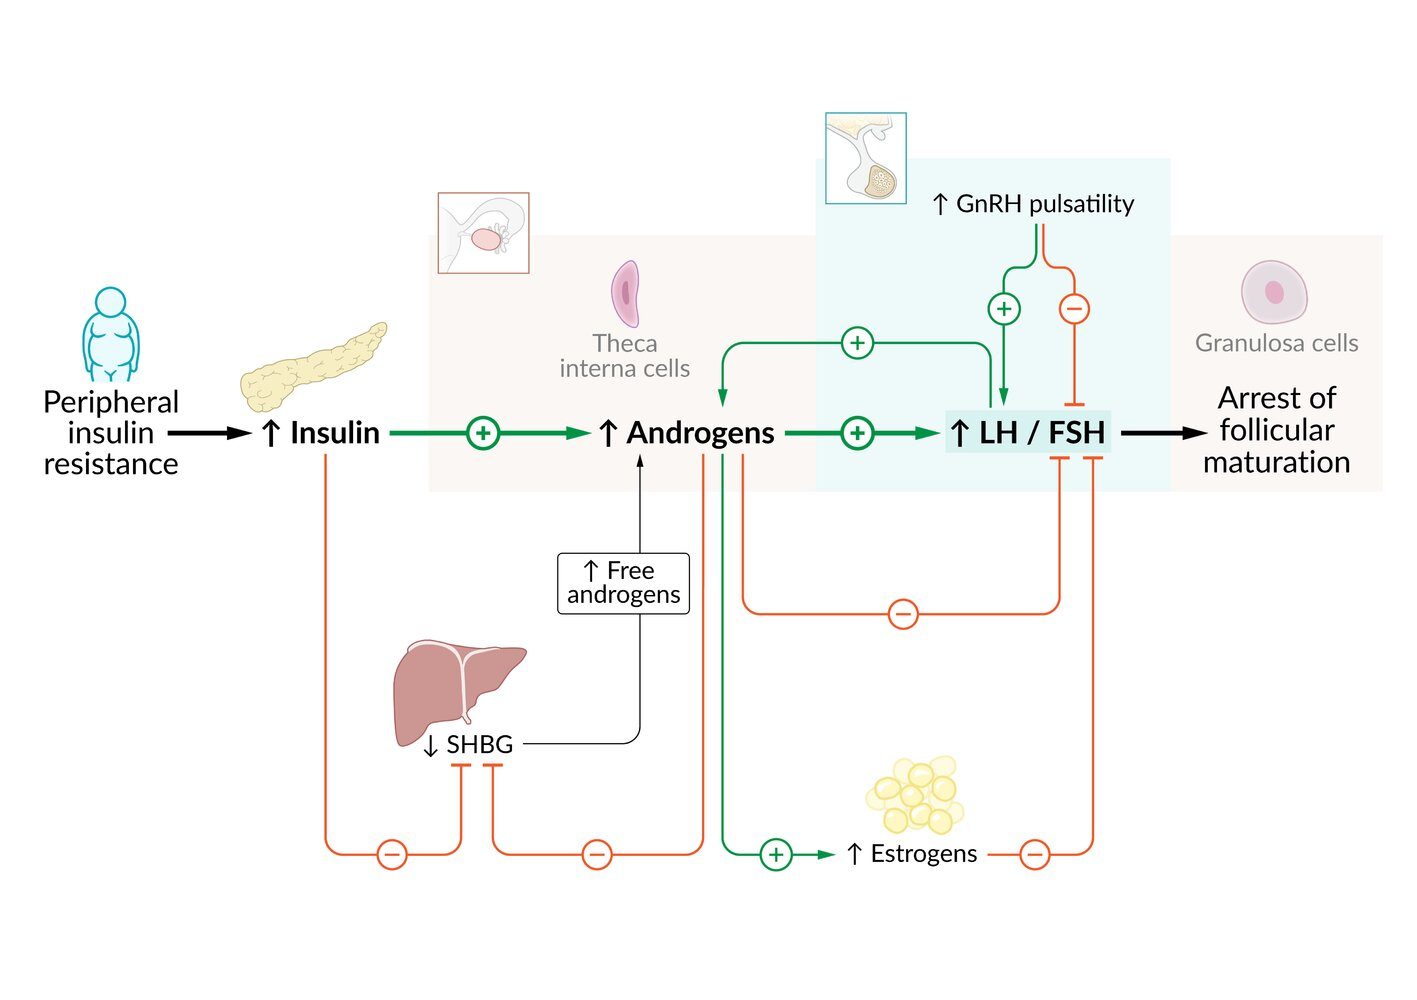 ↑ GnRH pulsatility
Theca
interna cells
Granulosa cells
Peripheral
insulin
resistance
↑ Insulin
↑ Androgens
↑ LH / FSH
Arrest of
follicular
maturation
↑ Free
androgens
↓ SHBG
↑ Estrogens